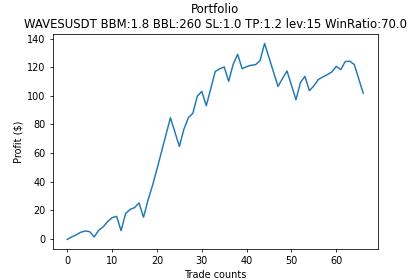 Portfolio
WAVESUSDT BBM:1.8 BBL:260 SL:1.0 TP:1.2 lev:15 WinRatio:70.0
140
120
100
80
60
40
20
0
Profit ($)
0 10 20 30 40 50 60
Trade counts